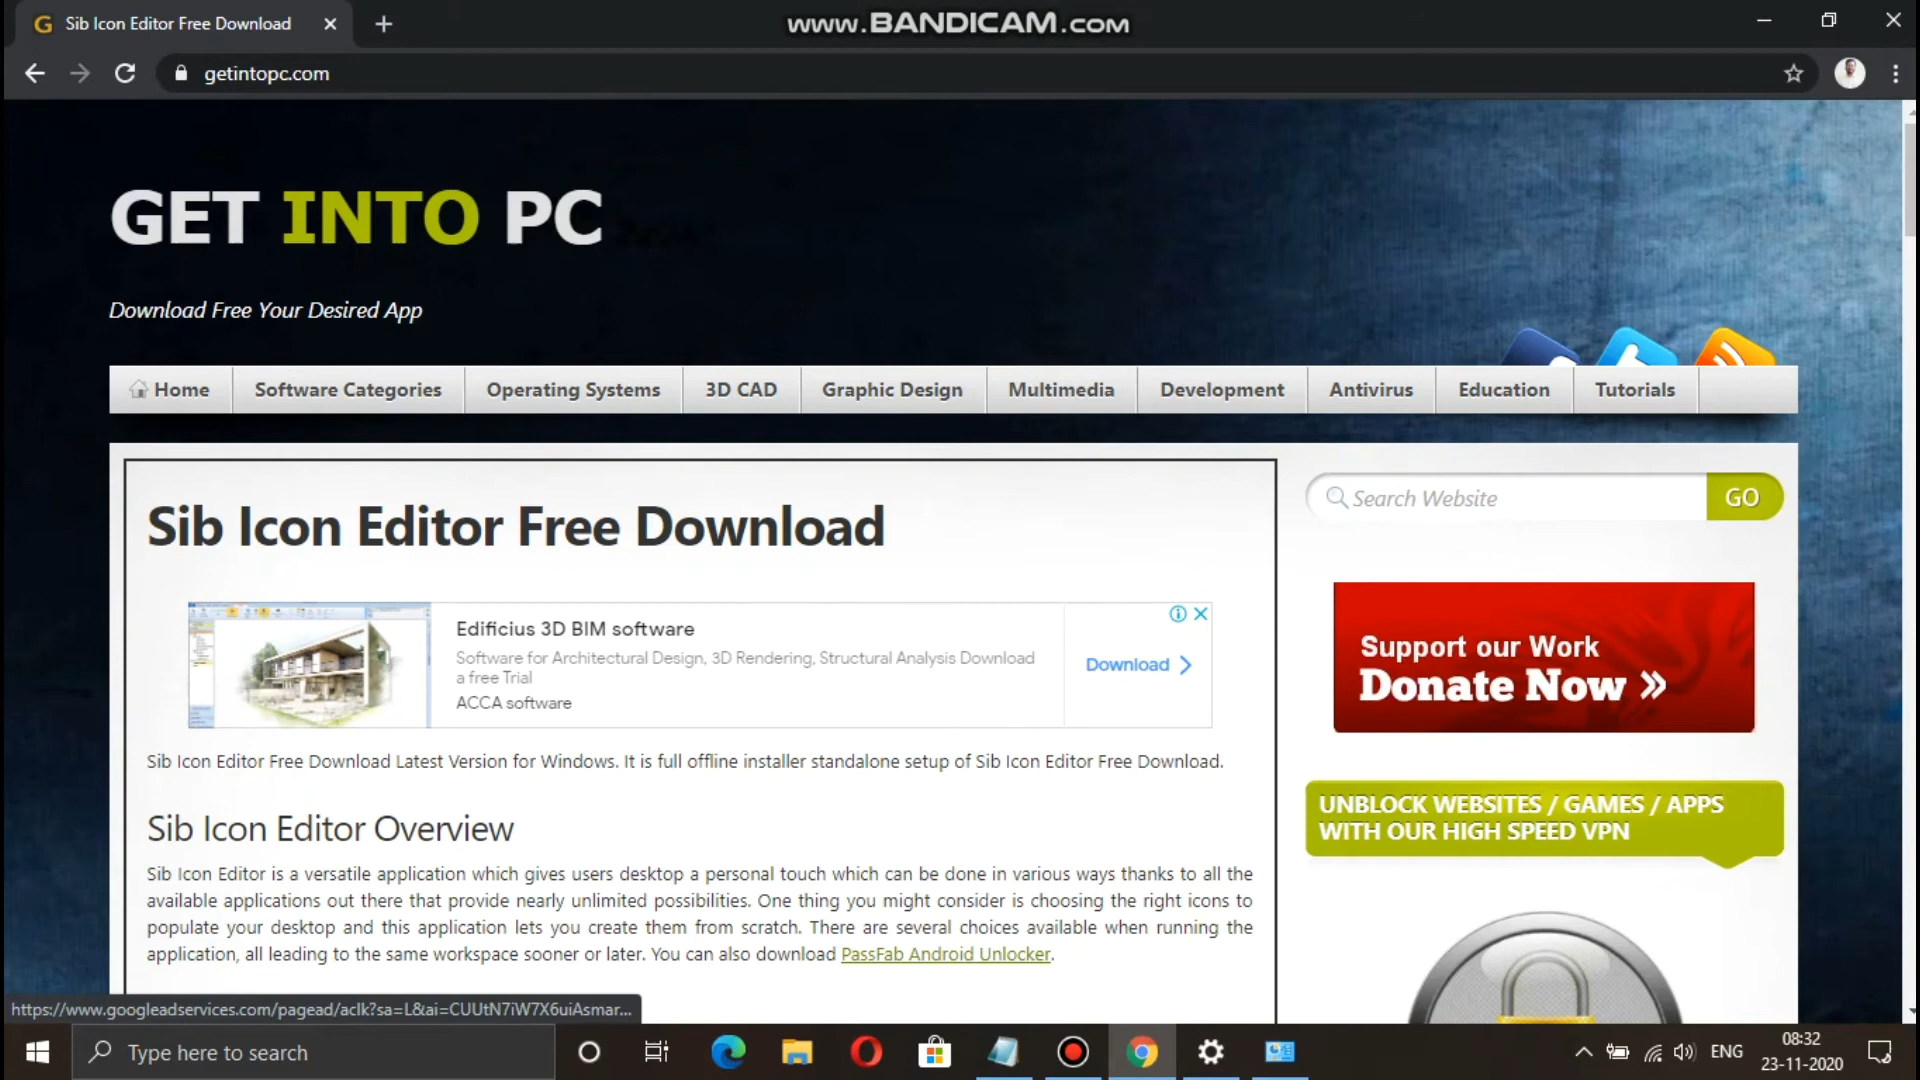 Sib Icon Editor Free Download
www.BANDICAM.com
getintopc.com
GET INTO PC
Download Free Your Desired App
Home Software Categories Operating Systems 3D CAD Graphic Design Multimedia Development Antivirus Education Tutorials
Sib Icon Editor Free Download
Search Website GO
Edificius 3D BIM software
Software for Architectural Design, 3D Rendering, Structural Analysis Download
a free Trial
ACCA software
Download
Support our Work
Donate Now »
Sib Icon Editor Free Download Latest Version for Windows. It is full offline installer standalone setup of Sib Icon Editor Free Download.
UNBLOCK WEBSITES / GAMES / APPS
WITH OUR HIGH SPEED VPN
Sib Icon Editor Overview
Sib Icon Editor is a versatile application which gives users desktop a personal touch which can be done in various ways thanks to all the
available applications out there that provide nearly unlimited possibilities. One thing you might consider is choosing the right icons to
populate your desktop and this application lets you create them from scratch. There are several choices available when running the
application, all leading to the same workspace sooner or later. You can also download PassFab Android Unlocker.
https://www.googleadservices.com/pagead/aclk?sa=L&ai=CUUtN7iW7X6uiAsmar...
Type here to search
ENG
08:32
23-11-2020